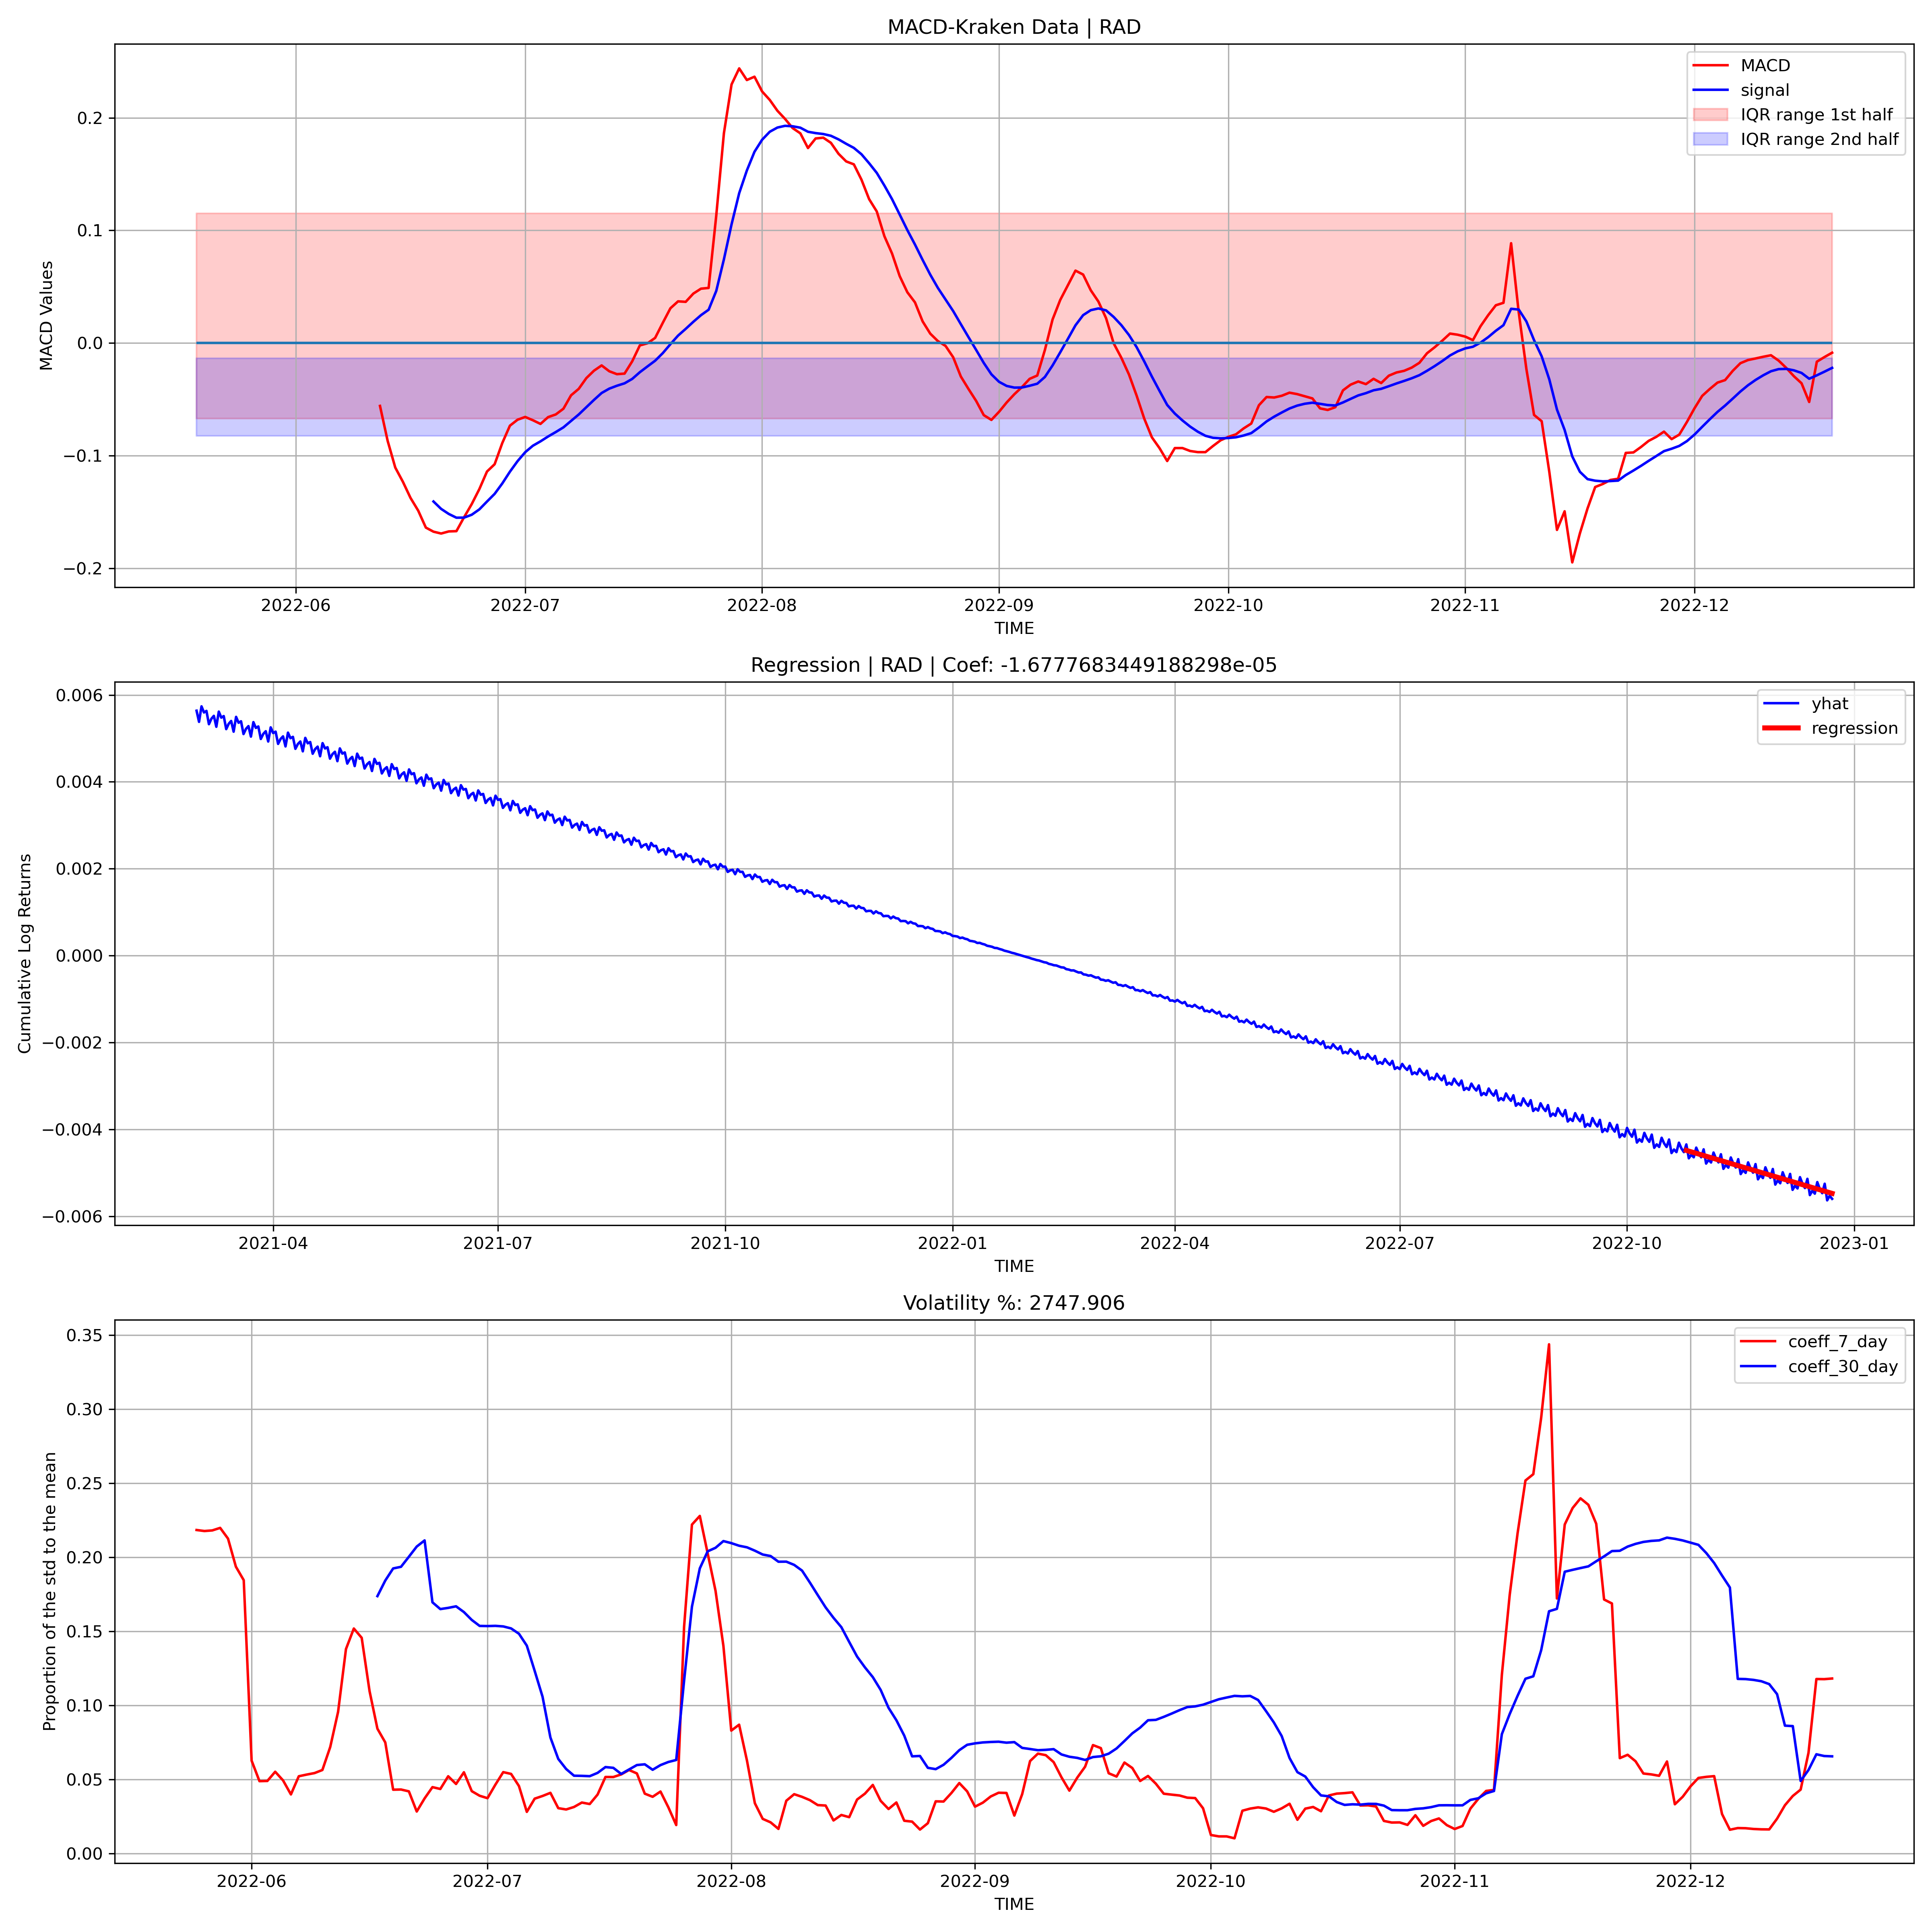 MACD-Kraken Data | RAD
MACD
signal
IQR range 1st half
IQR range 2nd half
MACD Values
0.2
0.1
0.0
−0.1
−0.2
2022-06
2022-07
2022-08
2022-09
2022-10
2022-11
2022-12
TIME
Regression | RAD | Coef: -1.6777683449188298e-05
yhat
regression
Cumulative Log Returns
0.006
0.004
0.002
0.000
−0.002
−0.004
−0.006
2021-04
2021-07
2021-10
2022-01
2022-04
2022-07
2022-10
2023-01
TIME
Volatility %: 2747.906
coeff_7_day
coeff_30_day
Proportion of the std to the mean
0.35
0.30
0.25
0.20
0.15
0.10
0.05
0.00
2022-06
2022-07
2022-08
2022-09
2022-10
2022-11
2022-12
TIME